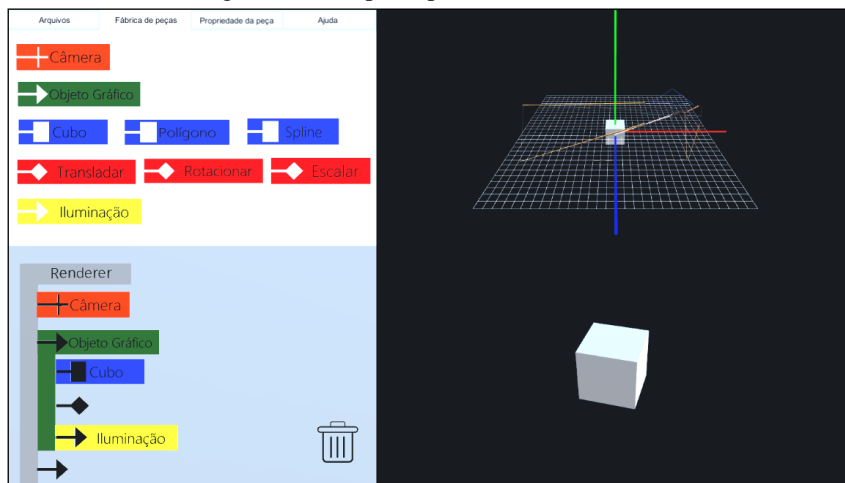 Arquivos Fábrica de peças Propriedade da peça Ajuda
Câmera
Objeto Gráfico
Cubo Polígono Spline
Transladar Rotacionar Escalar
Iluminação
Renderer
Câmera
Objeto Gráfico
Cubo
Iluminação